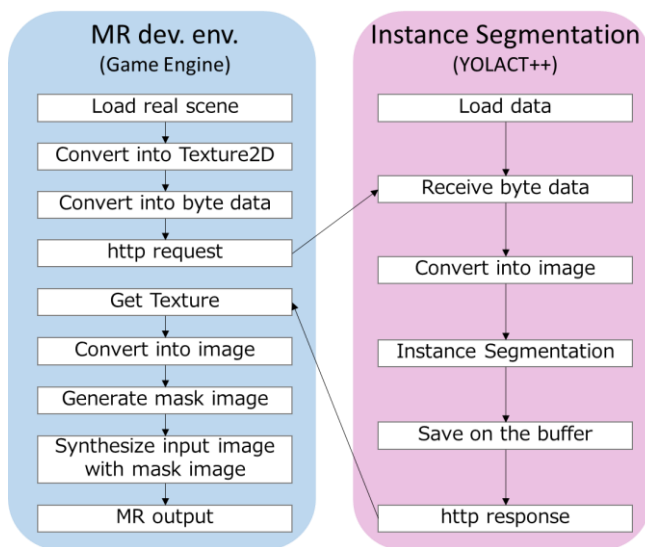 MR dev. env.
(Game Engine)
Load real scene
Convert into Texture2D
Convert into byte data
http request
Get Texture
Convert into image
Generate mask image
Synthesize input image
with mask image
MR output
Instance Segmentation
(YOLACT++)
Load data
Receive byte data
Convert into image
Instance Segmentation
Save on the buffer
http response